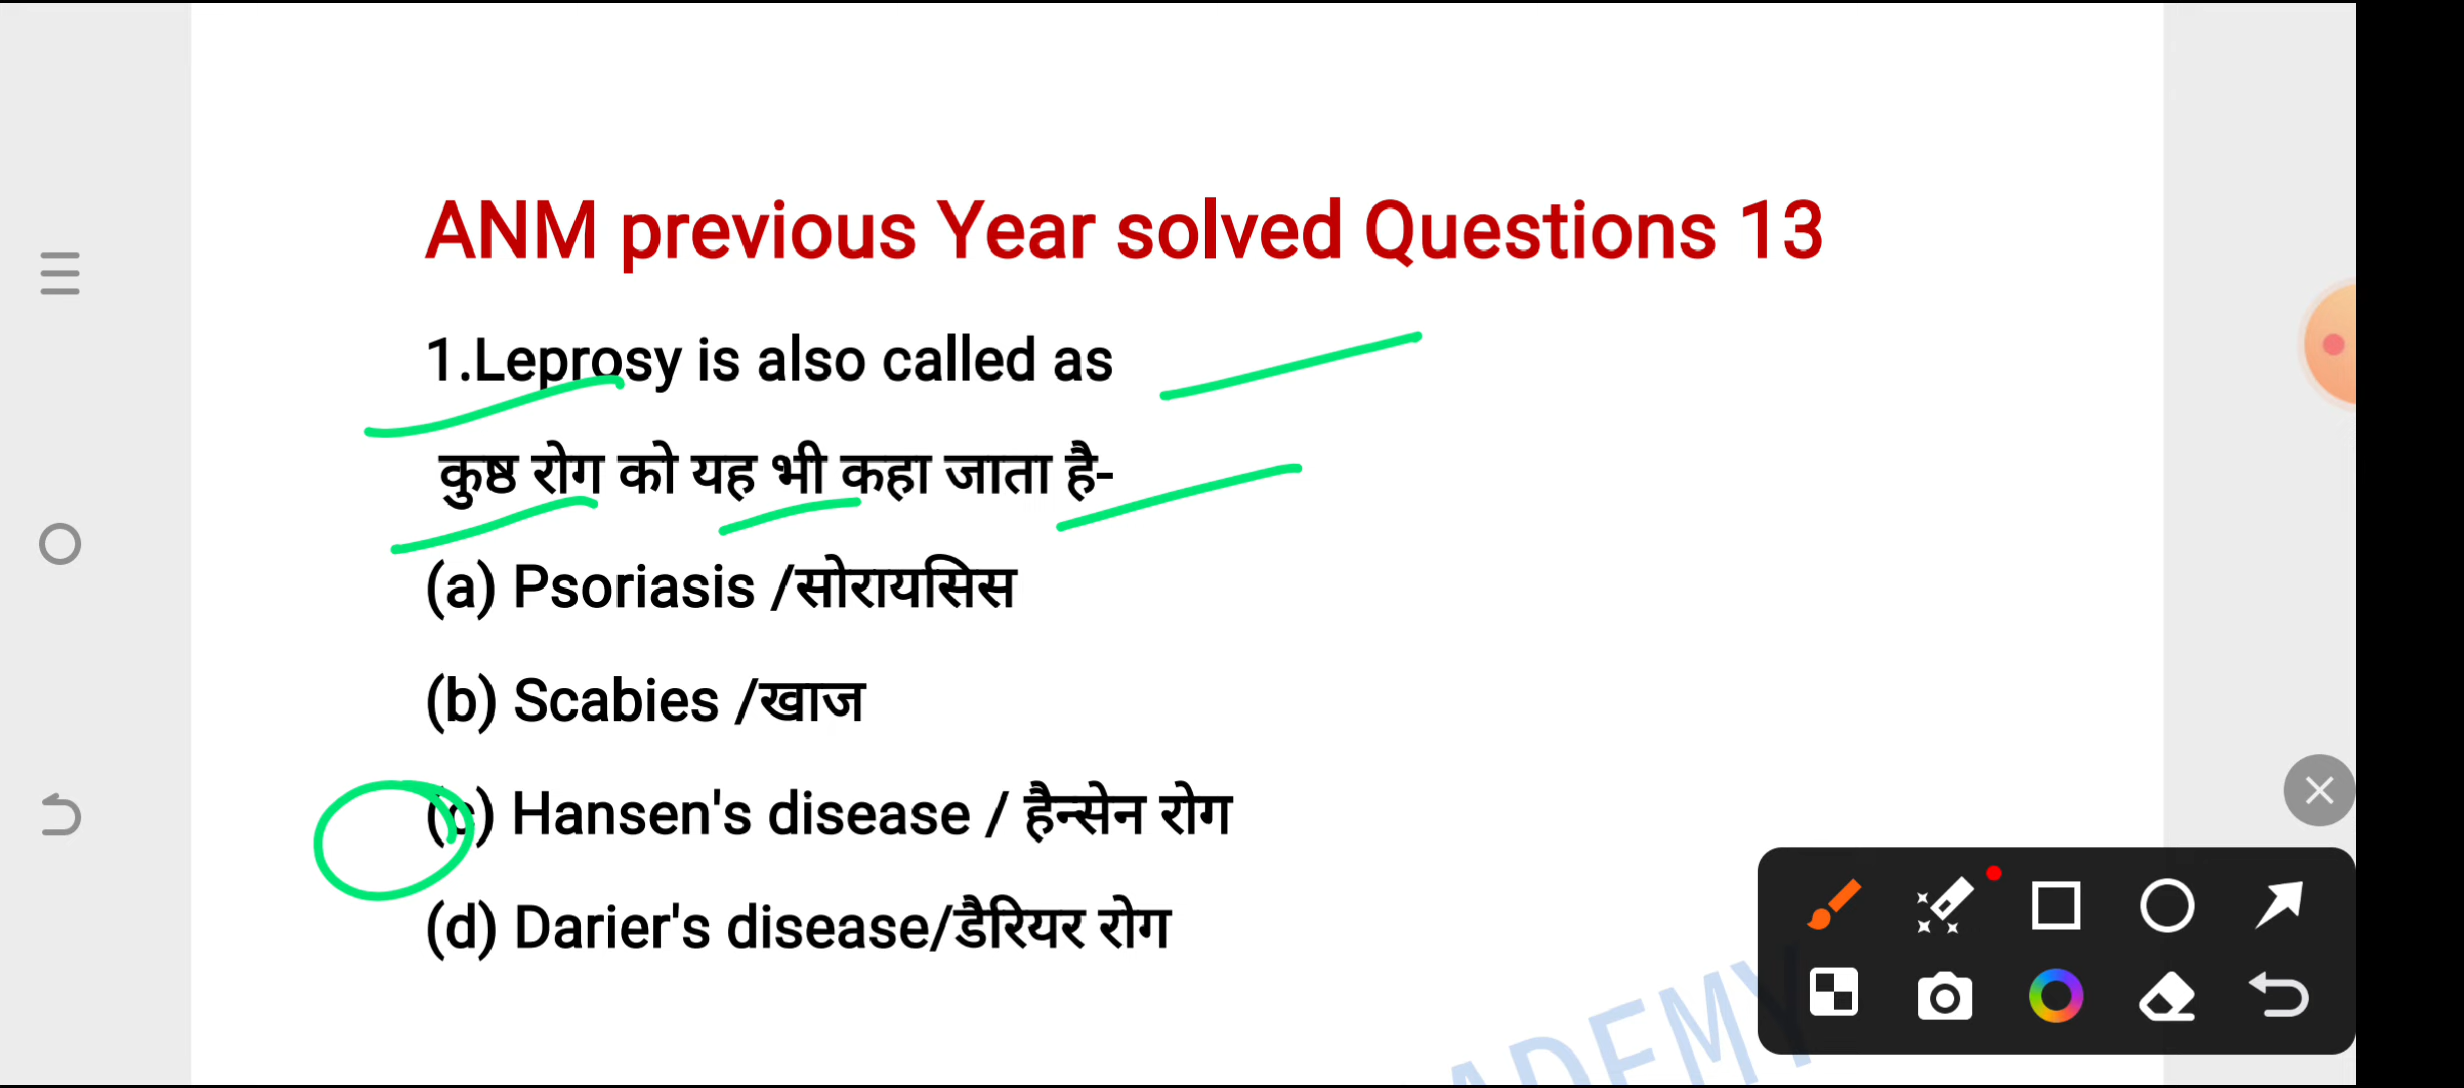 ANM previous Year solved Questions 13
1.Leprosy is also called as
कुष्ठ रोग को यह भी कहा जाता है-
(a) Psoriasis /सोरायसिस
(b) Scabies /खाज
(c) Hansen's disease / हैन्सेन रोग
(d) Darier's disease/डैरियर रोग
ADEMY